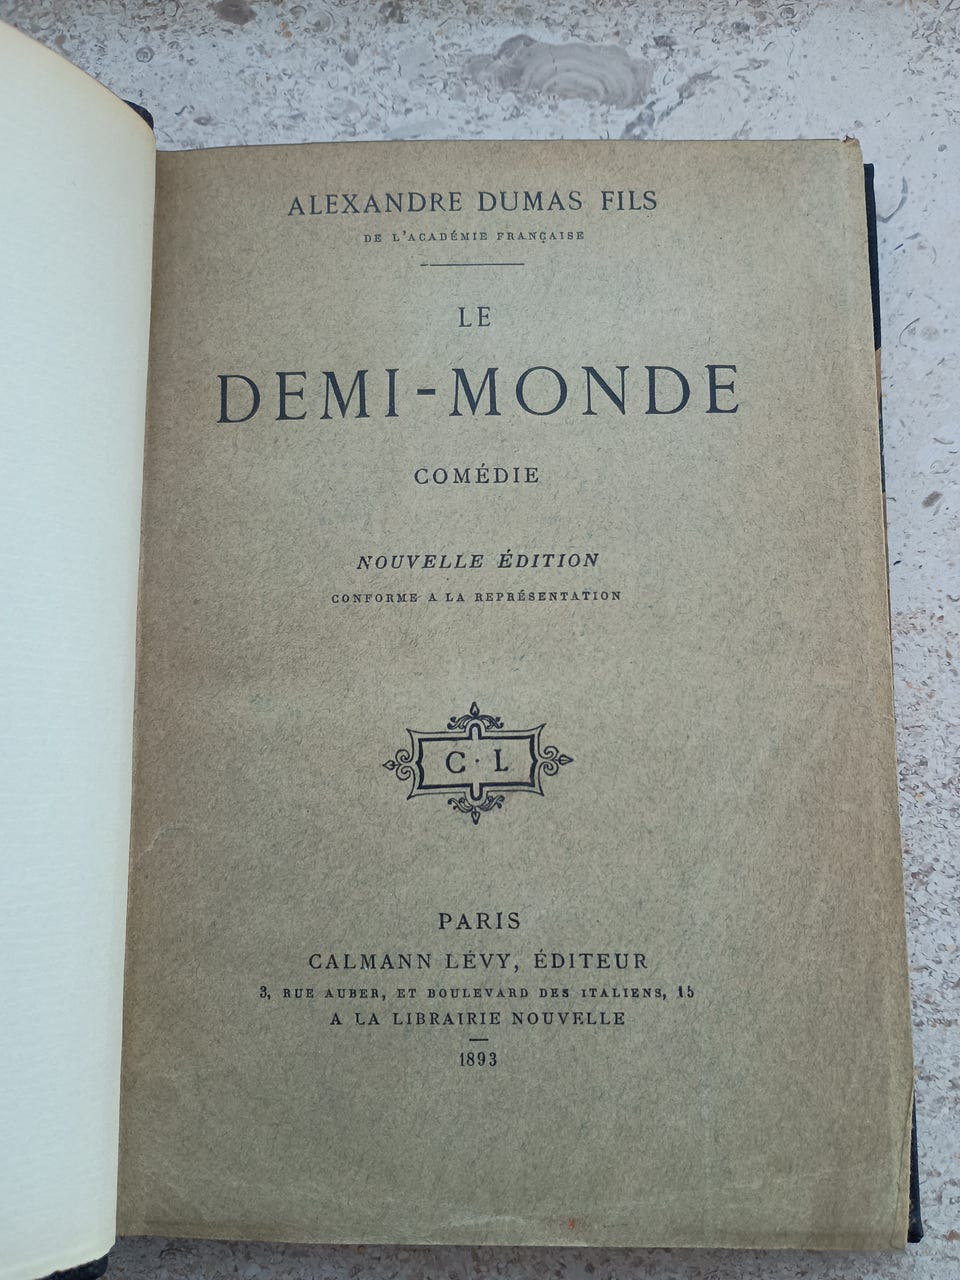 ALEXANDRE DUMAS FILS
DE L'ACADÉMIE FRANÇAISE
LE
DEMI-MONDE
COMÉDIE
NOUVELLE ÉDITION
CONFORME A LA REPRÉSENTATION
C · L
PARIS
CALMANN LÉVY, ÉDITEUR
3, RUE AUBER, ET BOULEVARD DES ITALIENS, 15
A LA LIBRAIRIE NOUVELLE
1893